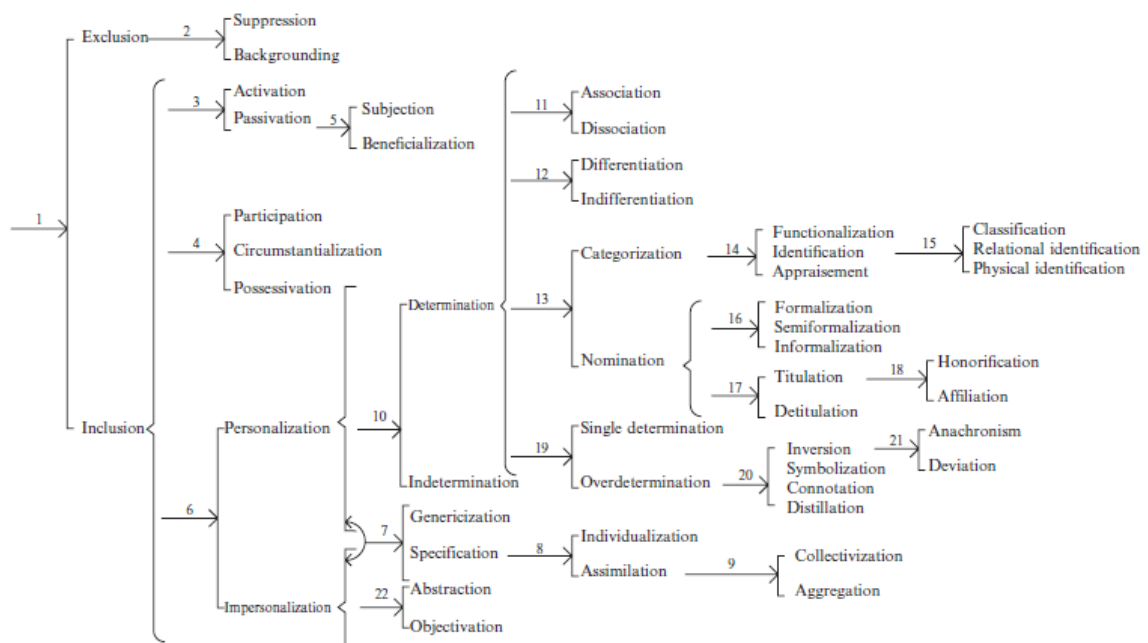 Exclusion
2
Suppression
Backgrounding
3
Activation
Passivation
5
Subjection
Beneficialization
11
Association
Dissociation
12
Differentiation
Indifferentiation
1
4
Participation
Circumstantialization
Possessivation
Determination
13
Categorization
14
Functionalization
Identification
Appraisement
15
Classification
Relational identification
Physical identification
Nomination
16
Formalization
Semiformalization
Informalization
17
Titulation
Detitulation
18
Honorification
Affiliation
Inclusion
Personalization
10
Indetermination
19
Single determination
Overdetermination
20
Inversion
Symbolization
Connotation
Distillation
21
Anachronism
Deviation
6
7
Genericization
Specification
8
Individualization
Assimilation
9
Collectivization
Aggregation
Impersonalization
22
Abstraction
Objectivation